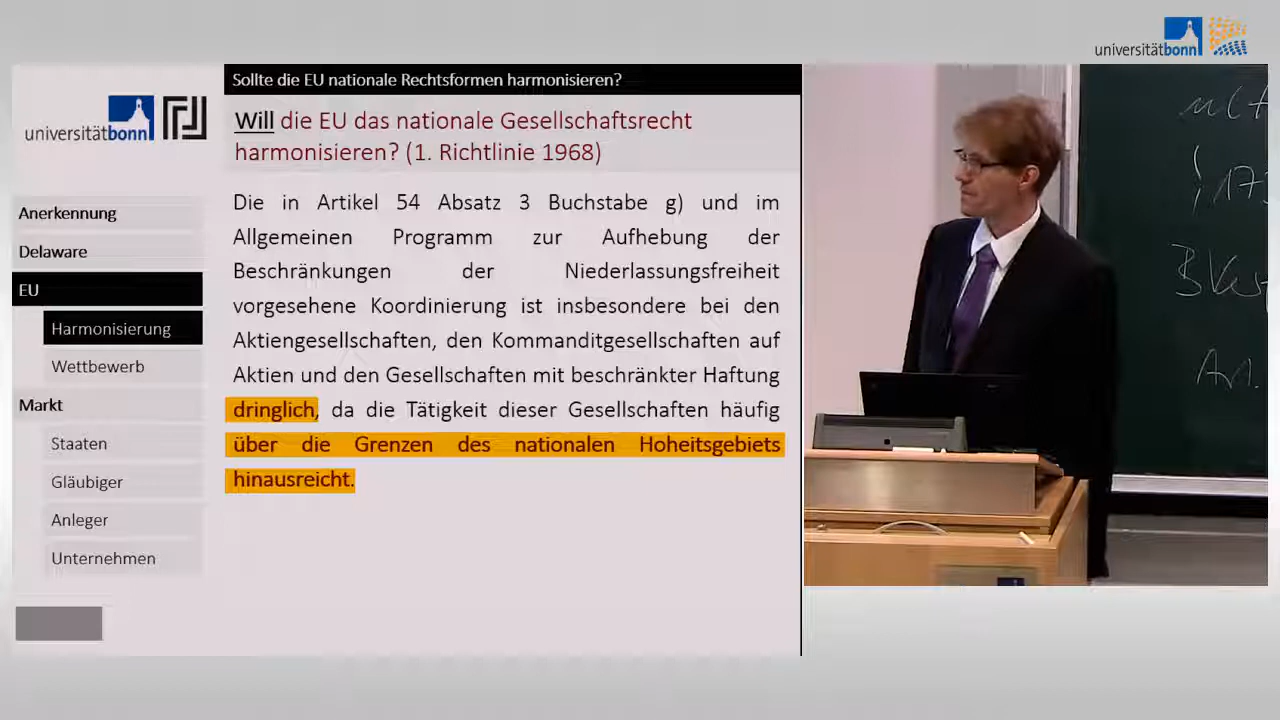 universitätbonn
Sollte die EU nationale Rechtsformen harmonisieren?
universitätbonn
Will die EU das nationale Gesellschaftsrecht
harmonisieren? (1. Richtlinie 1968)
Anerkennung
Delaware
EU
Harmonisierung
Wettbewerb
Markt
Staaten
Gläubiger
Anleger
Unternehmen
Die in Artikel 54 Absatz 3 Buchstabe g) und im
Allgemeinen Programm zur Aufhebung der
Beschränkungen der Niederlassungsfreiheit
vorgesehene Koordinierung ist insbesondere bei den
Aktiengesellschaften, den Kommanditgesellschaften auf
Aktien und den Gesellschaften mit beschränkter Haftung
dringlich, da die Tätigkeit dieser Gesellschaften häufig
über die Grenzen des nationalen Hoheitsgebiets
hinausreicht.